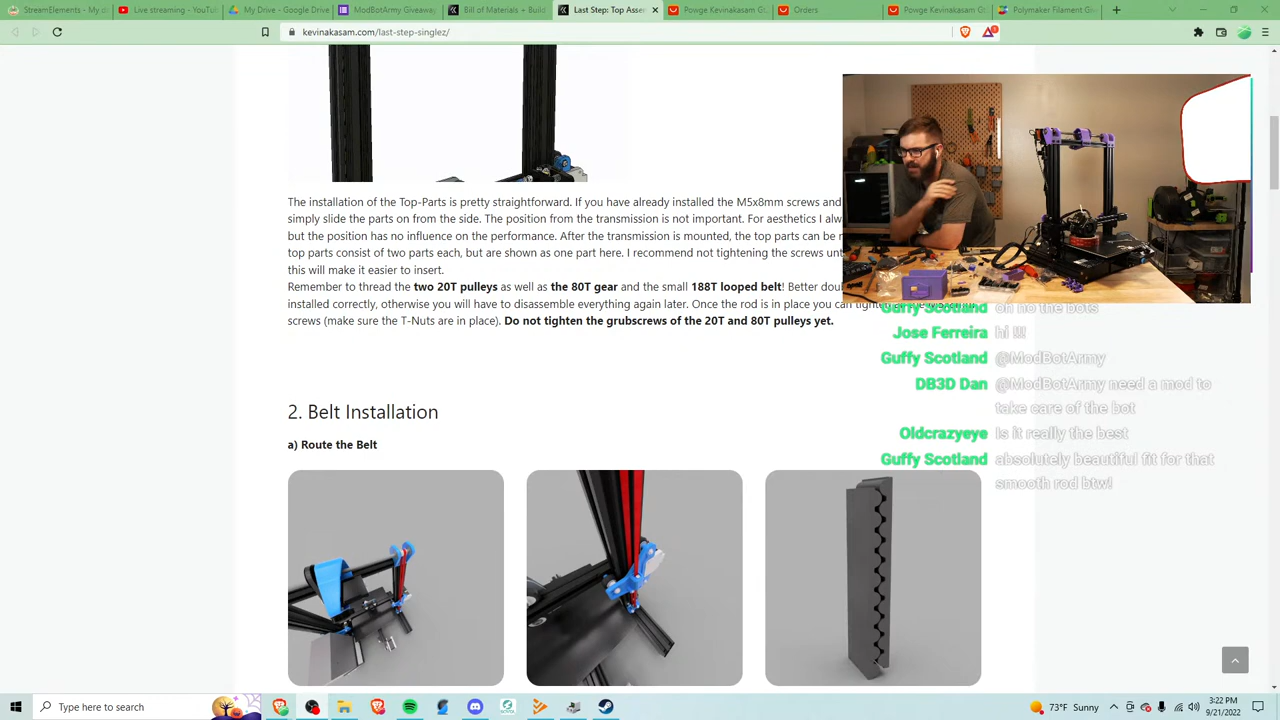 StreamElements - My da
Live streaming - YouTub
My Drive - Google Drive
ModBotArmy Giveaway
Bill of Materials + Build
Last Step: Top Asse
Powge Kevinakasam G
Orders
Powge Kevinakasam G
Polymaker Filament Giv
kevinakasam.com/last-step-singlez/
The installation of the Top-Parts is pretty straightforward. If you have already installed the M5x8mm screws and
simply slide the parts on from the side. The position from the transmission is not important. For aesthetics I alw
but the position has no influence on the performance. After the transmission is mounted, the top parts can be
top parts consist of two parts each, but are shown as one part here. I recommend not tightening the screws unt
this will make it easier to insert.
Remember to thread the two 20T pulleys as well as the 80T gear and the small 188T looped belt! Better dou
installed correctly, otherwise you will have to disassemble everything again later. Once the rod is in place you can tighten
screws (make sure the T-Nuts are in place). Do not tighten the grubscrews of the 20T and 80T pulleys yet.
Guffy Scotland oh no the bots
Jose Ferreira hi !!!
Guffy Scotland @ModBotArmy
DB3D Dan @ModBotArmy need a mod to
take care of the bot
Oldcrazyeye Is it really the best
Guffy Scotland absolutely beautiful fit for that
smooth rod btw!
2. Belt Installation
a) Route the Belt
Type here to search
73°F Sunny
3:22 PM
9/21/2022